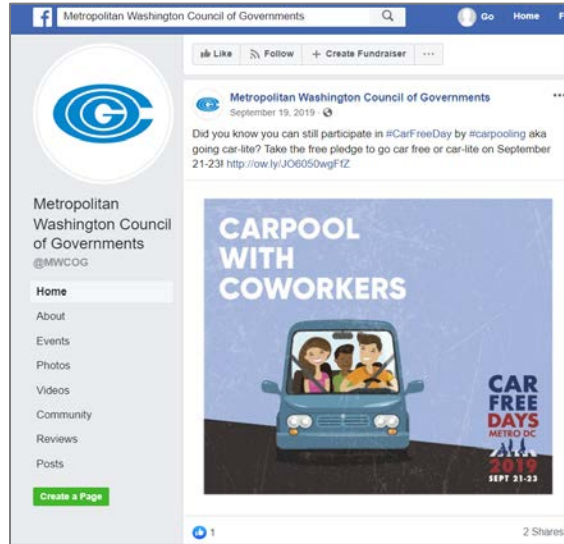 Metropolitan Washington Council of Governments
Go Home F
Like Follow + Create Fundraiser ...
Metropolitan Washington Council of Governments ...
September 19, 2019 ·
Did you know you can still participate in #CarFreeDay by #carpooling aka
going car-lite? Take the free pledge to go car free or car-lite on September
21-23! http://ow.ly/JO6050wgFfZ
CARPOOL
WITH
COWORKERS
CAR
FREE
DAYS
METRO DC
2019
SEPT 21-23
1
2 Shares
Metropolitan
Washington Council
of Governments
@MWCOG
Home
About
Events
Photos
Videos
Community
Reviews
Posts
Create a Page